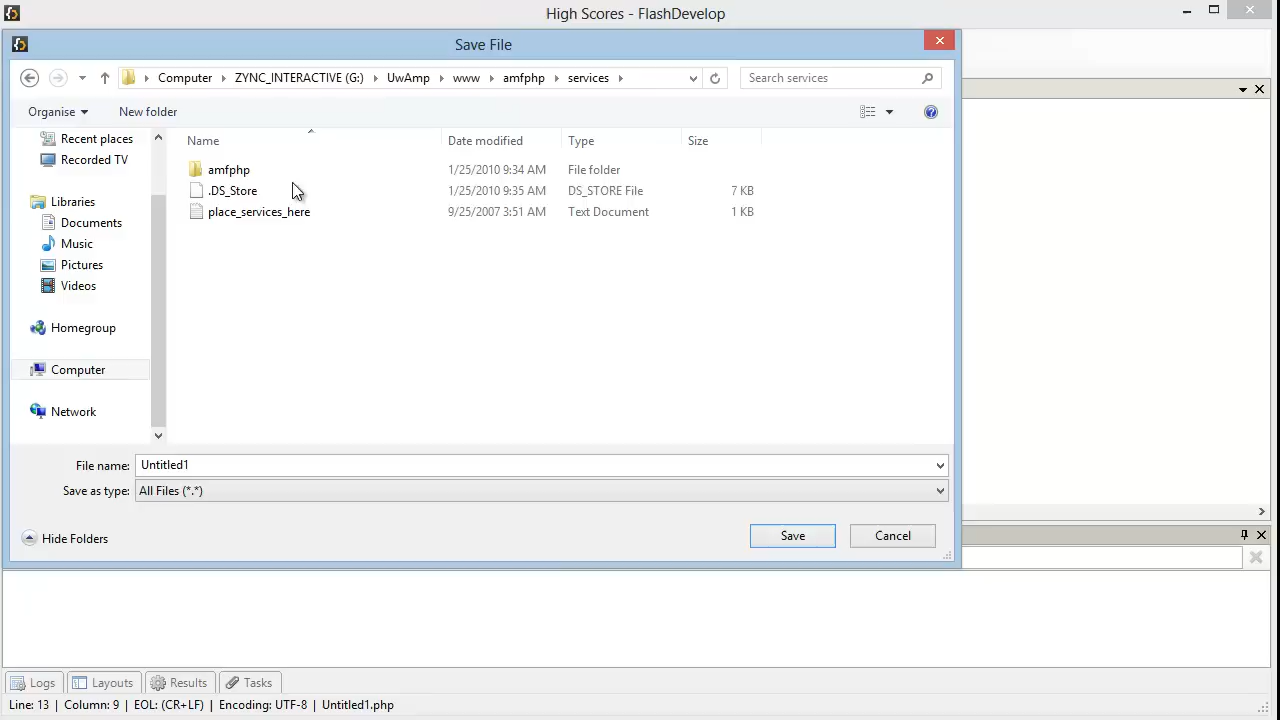 High Scores - FlashDevelop
Save File
Computer ZYNC_INTERACTIVE (G:) UwAmp www amfphp services
Search services
Organise New folder
Name Date modified Type Size
Recent places
Recorded TV
Libraries
Documents
Music
Pictures
Videos
Homegroup
Computer
Network
amfphp 1/25/2010 9:34 AM File folder
.DS_Store 1/25/2010 9:35 AM DS_STORE File 7 KB
place_services_here 9/25/2007 3:51 AM Text Document 1 KB
File name: Untitled1
Save as type: All Files (*.*)
Hide Folders Save Cancel
Logs Layouts Results Tasks
Line: 13 | Column: 9 | EOL: (CR+LF) | Encoding: UTF-8 | Untitled1.php